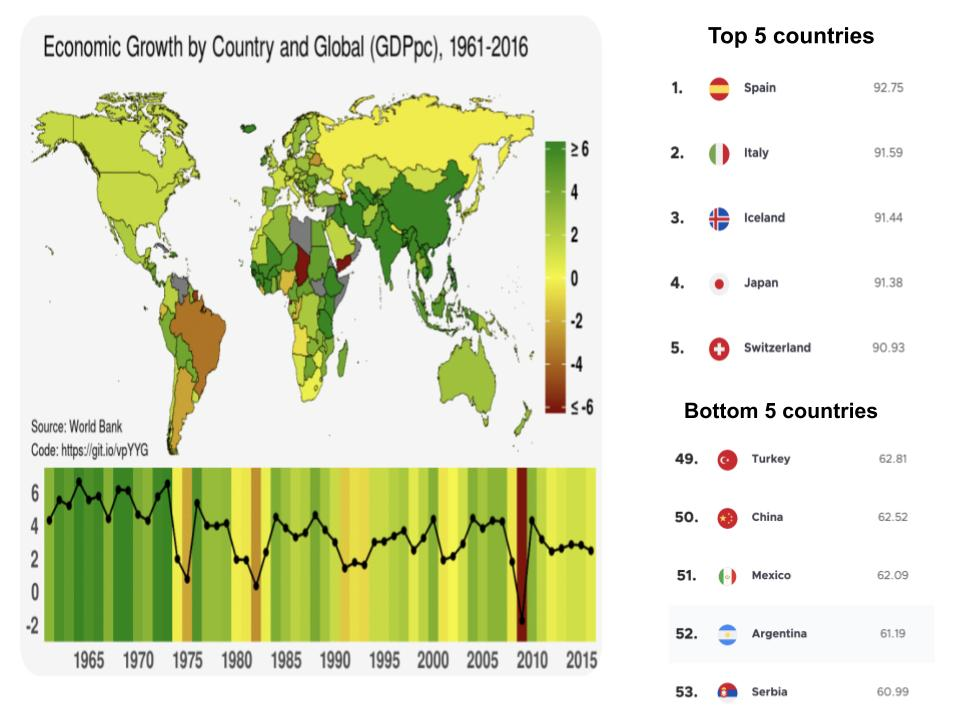 Economic Growth by Country and Global (GDPpc), 1961-2016
≥ 6
4
2
0
-2
-4
≤ -6
Source: World Bank
Code: https://git.io/vpYYG
6
4
2
0
-2
1965 1970 1975 1980 1985 1990 1995 2000 2005 2010 2015
Top 5 countries
1. Spain 92.75
2. Italy 91.59
3. Iceland 91.44
4. Japan 91.38
5. Switzerland 90.93
Bottom 5 countries
49. Turkey 62.81
50. China 62.52
51. Mexico 62.09
52. Argentina 61.19
53. Serbia 60.99